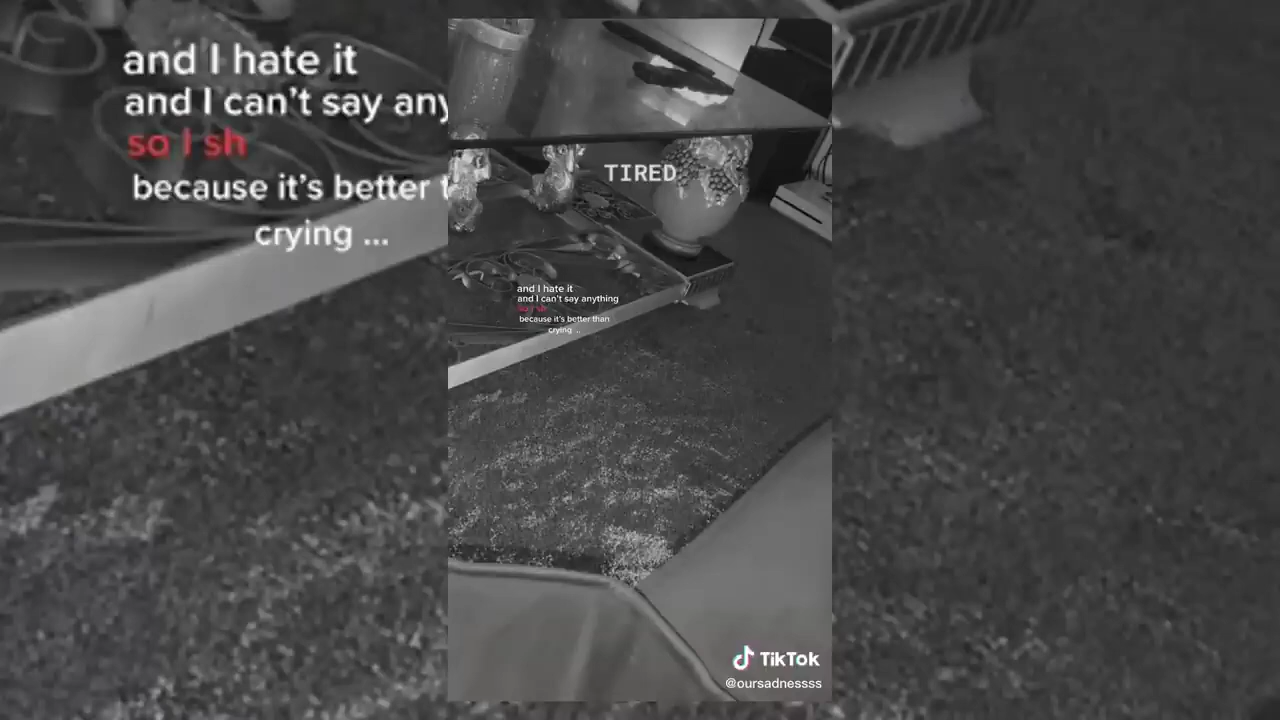 and I hate it
and I can't say any
so I sh
because it's better t
crying ...
TIRED
and I hate it
and I can't say anything
so I sh
because it's better than
crying ..
TikTok
@oursadnessss